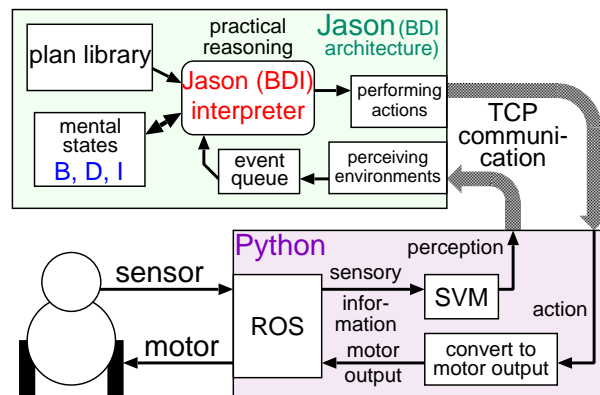 practical
reasoning
Jason (BDI
architecture)
plan library
Jason (BDI)
interpreter
performing
actions
mental
states
B, D, I
event
queue
perceiving
environments
TCP
communi-
cation
Python
perception
sensor
sensory
infor-
mation
SVM
action
ROS
motor
motor
output
convert to
motor output